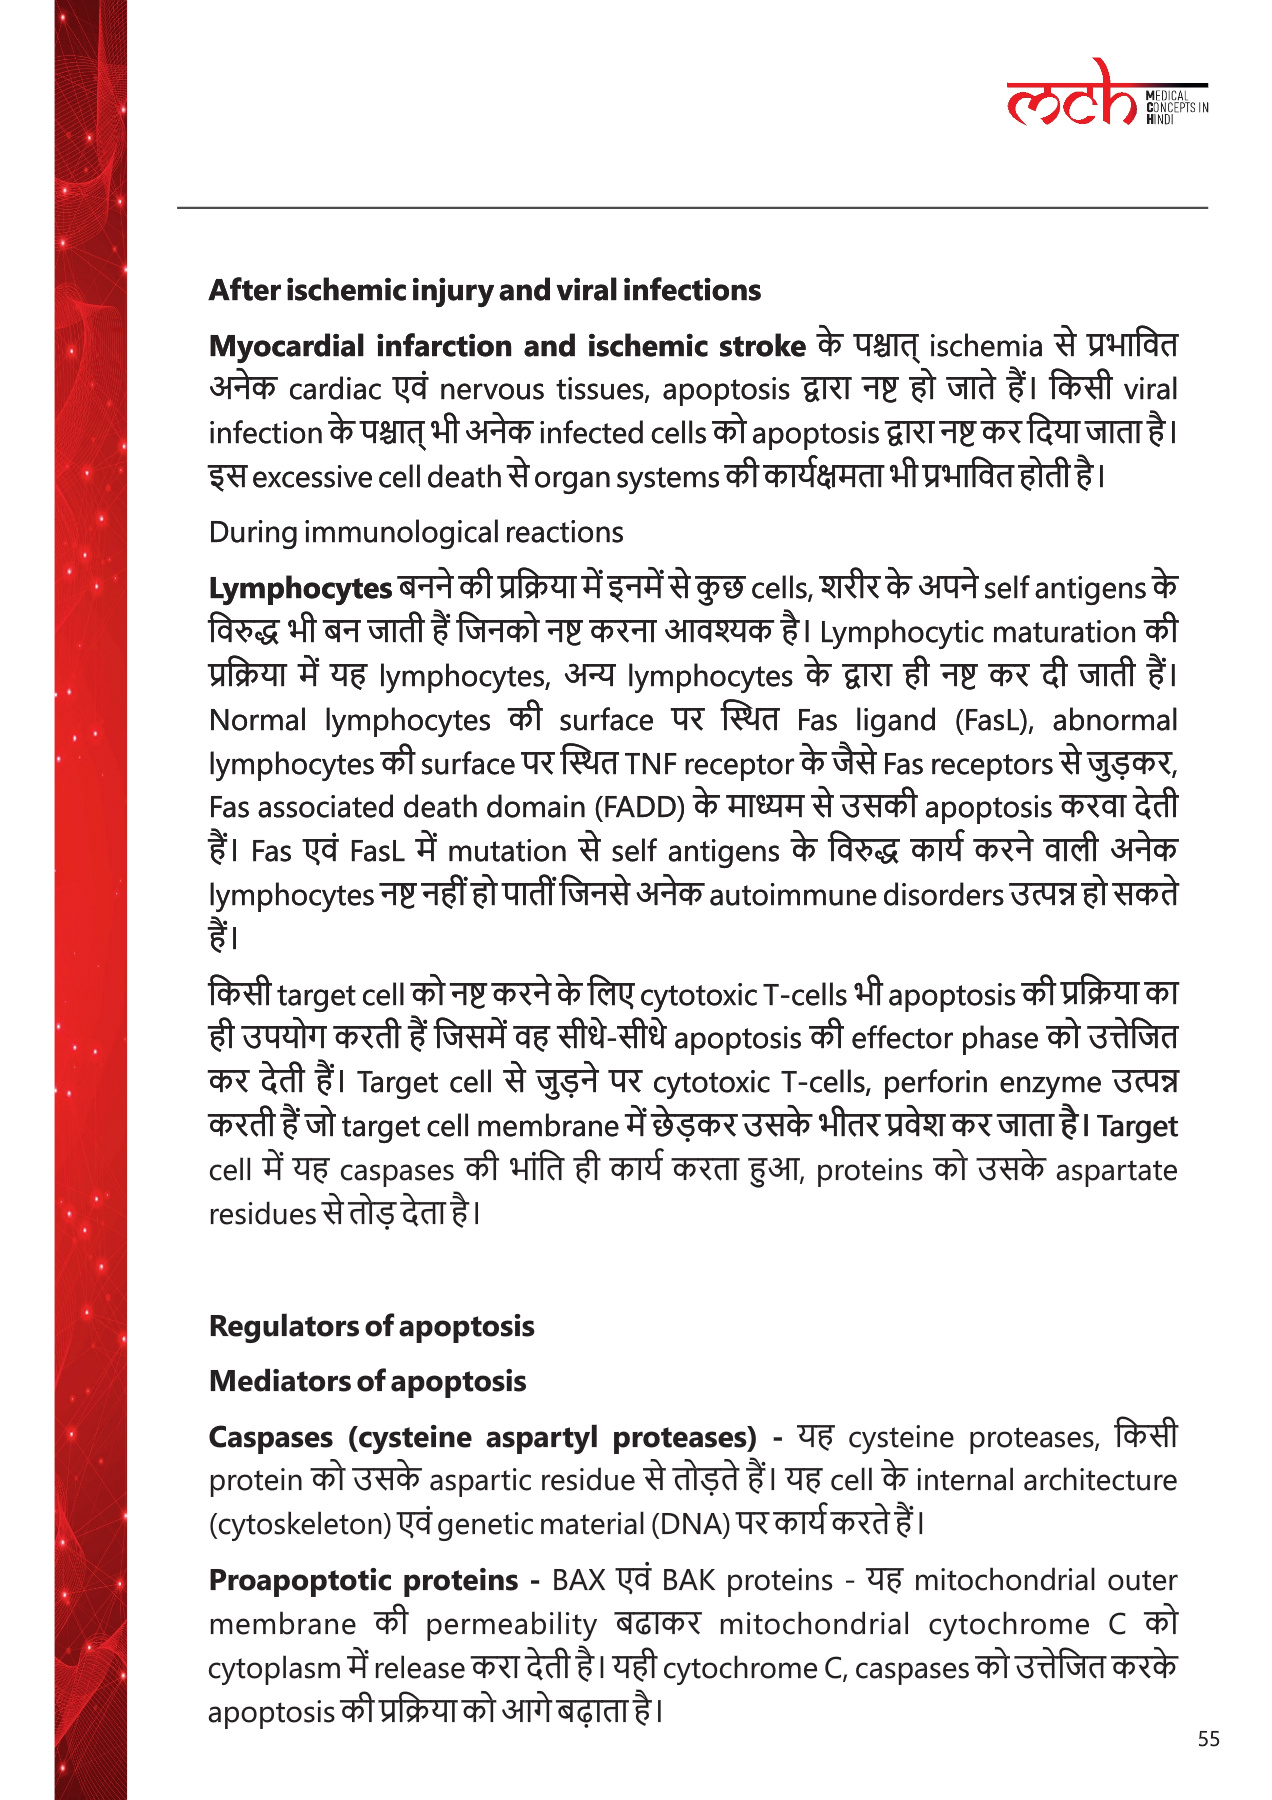 mch MEDICAL
CONCEPTS IN
HINDI
After ischemic injury and viral infections
Myocardial infarction and ischemic stroke के पश्चात् ischemia से प्रभावित
अनेक cardiac एवं nervous tissues, apoptosis द्वारा नष्ट हो जाते हैं। किसी viral
infection के पश्चात् भी अनेक infected cells को apoptosis द्वारा नष्ट कर दिया जाता है।
इस excessive cell death से organ systems की कार्यक्षमता भी प्रभावित होती है।
During immunological reactions
Lymphocytes बनने की प्रक्रिया में इनमें से कुछ cells, शरीर के अपने self antigens के
विरुद्ध भी बन जाती हैं जिनको नष्ट करना आवश्यक है। Lymphocytic maturation की
प्रक्रिया में यह lymphocytes, अन्य lymphocytes के द्वारा ही नष्ट कर दी जाती हैं।
Normal lymphocytes की surface पर स्थित Fas ligand (FasL), abnormal
lymphocytes की surface पर स्थित TNF receptor के जैसे Fas receptors से जुड़कर,
Fas associated death domain (FADD) के माध्यम से उसकी apoptosis करवा देती
हैं। Fas एवं FasL में mutation से self antigens के विरुद्ध कार्य करने वाली अनेक
lymphocytes नष्ट नहीं हो पातीं जिनसे अनेक autoimmune disorders उत्पन्न हो सकते
हैं।
किसी target cell को नष्ट करने के लिए cytotoxic T-cells भी apoptosis की प्रक्रिया का
ही उपयोग करती हैं जिसमें वह सीधे-सीधे apoptosis की effector phase को उत्तेजित
कर देती हैं। Target cell से जुड़ने पर cytotoxic T-cells, perforin enzyme उत्पन्न
करती हैं जो target cell membrane में छेड़कर उसके भीतर प्रवेश कर जाता है। Target
cell में यह caspases की भांति ही कार्य करता हुआ, proteins को उसके aspartate
residues से तोड़ देता है।
Regulators of apoptosis
Mediators of apoptosis
Caspases (cysteine aspartyl proteases) - यह cysteine proteases, किसी
protein को उसके aspartic residue से तोड़ते हैं। यह cell के internal architecture
(cytoskeleton) एवं genetic material (DNA) पर कार्य करते हैं।
Proapoptotic proteins - BAX एवं BAK proteins - यह mitochondrial outer
membrane की permeability बढाकर mitochondrial cytochrome C को
cytoplasm में release करा देती है। यही cytochrome C, caspases को उत्तेजित करके
apoptosis की प्रक्रिया को आगे बढ़ाता है।
55